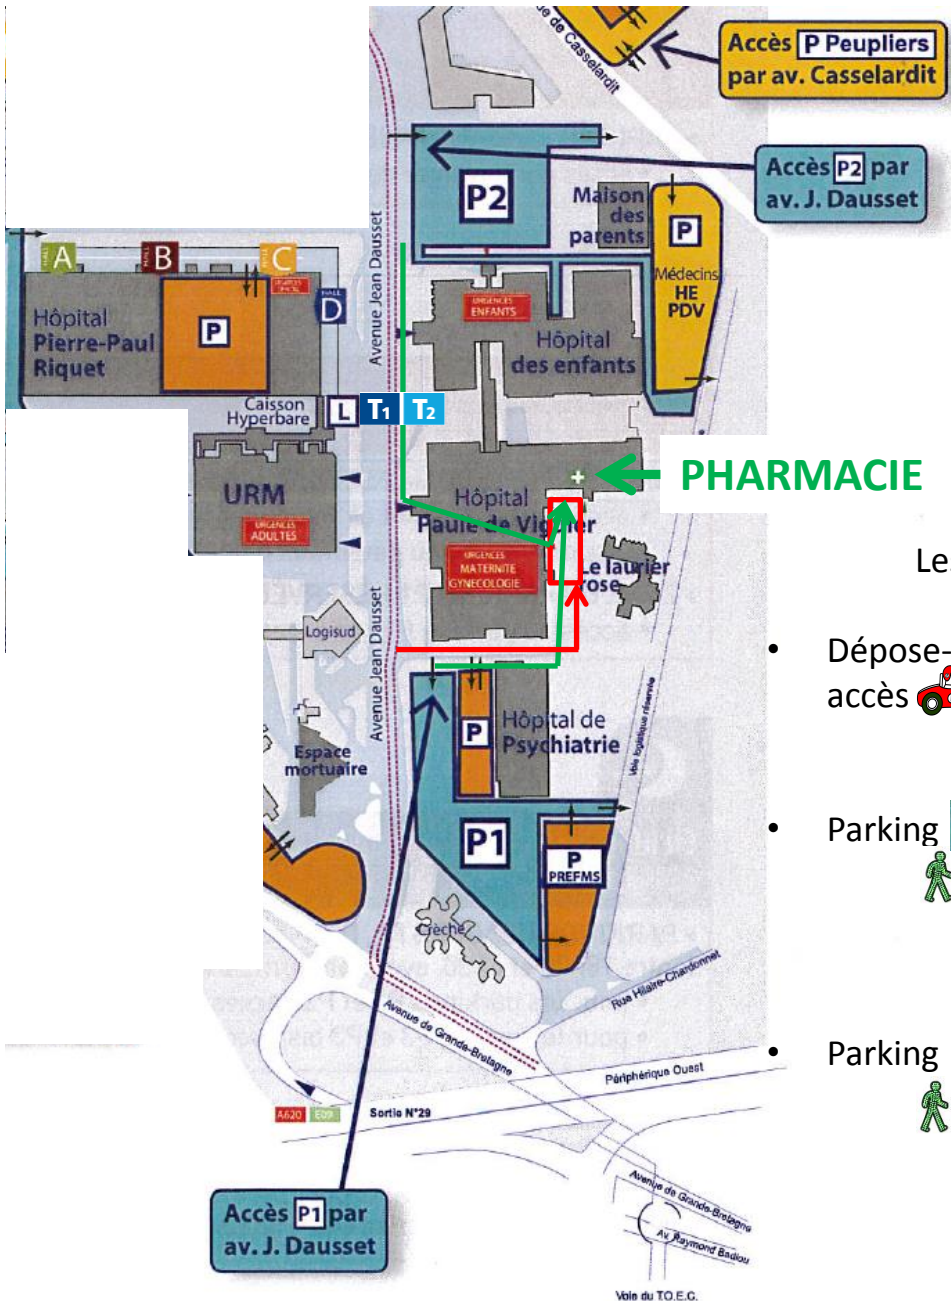 Accès P Peupliers
par av. Casselardit
de Casselardit
Accès P2 par
av. J. Dausset
P2
Maison
des
parents
P
Médecins
HE
PDV
Avenue Jean Dausset
A
B
C
D
Hôpital
Pierre-Paul
Riquet
P
URGENCES
ENFANTS
Hôpital
des enfants
Caisson
Hyperbare
L T1 T2
PHARMACIE
URM
URGENCES
ADULTES
Hôpital
Paule de Viguier
URGENCES
MATERNITÉ
GYNECOLOGIE
Le laurier
rose
Le
Logisud
Avenue Jean Dausset
Dépose-
accès
P
Hôpital de
Psychiatrie
Voie logistique réservée
Espace
mortuaire
P1
P
PREFMS
Parking
Crèche
Rue Hilaire-Chardonnet
Avenue de Grande-Bretagne
Parking
Périphérique Ouest
A620 E09 Sortie N°29
Accès P1 par
av. J. Dausset
Avenue de Grande-Bretagne
Av. Raymond Badiou
Voie du T.O.E.C.